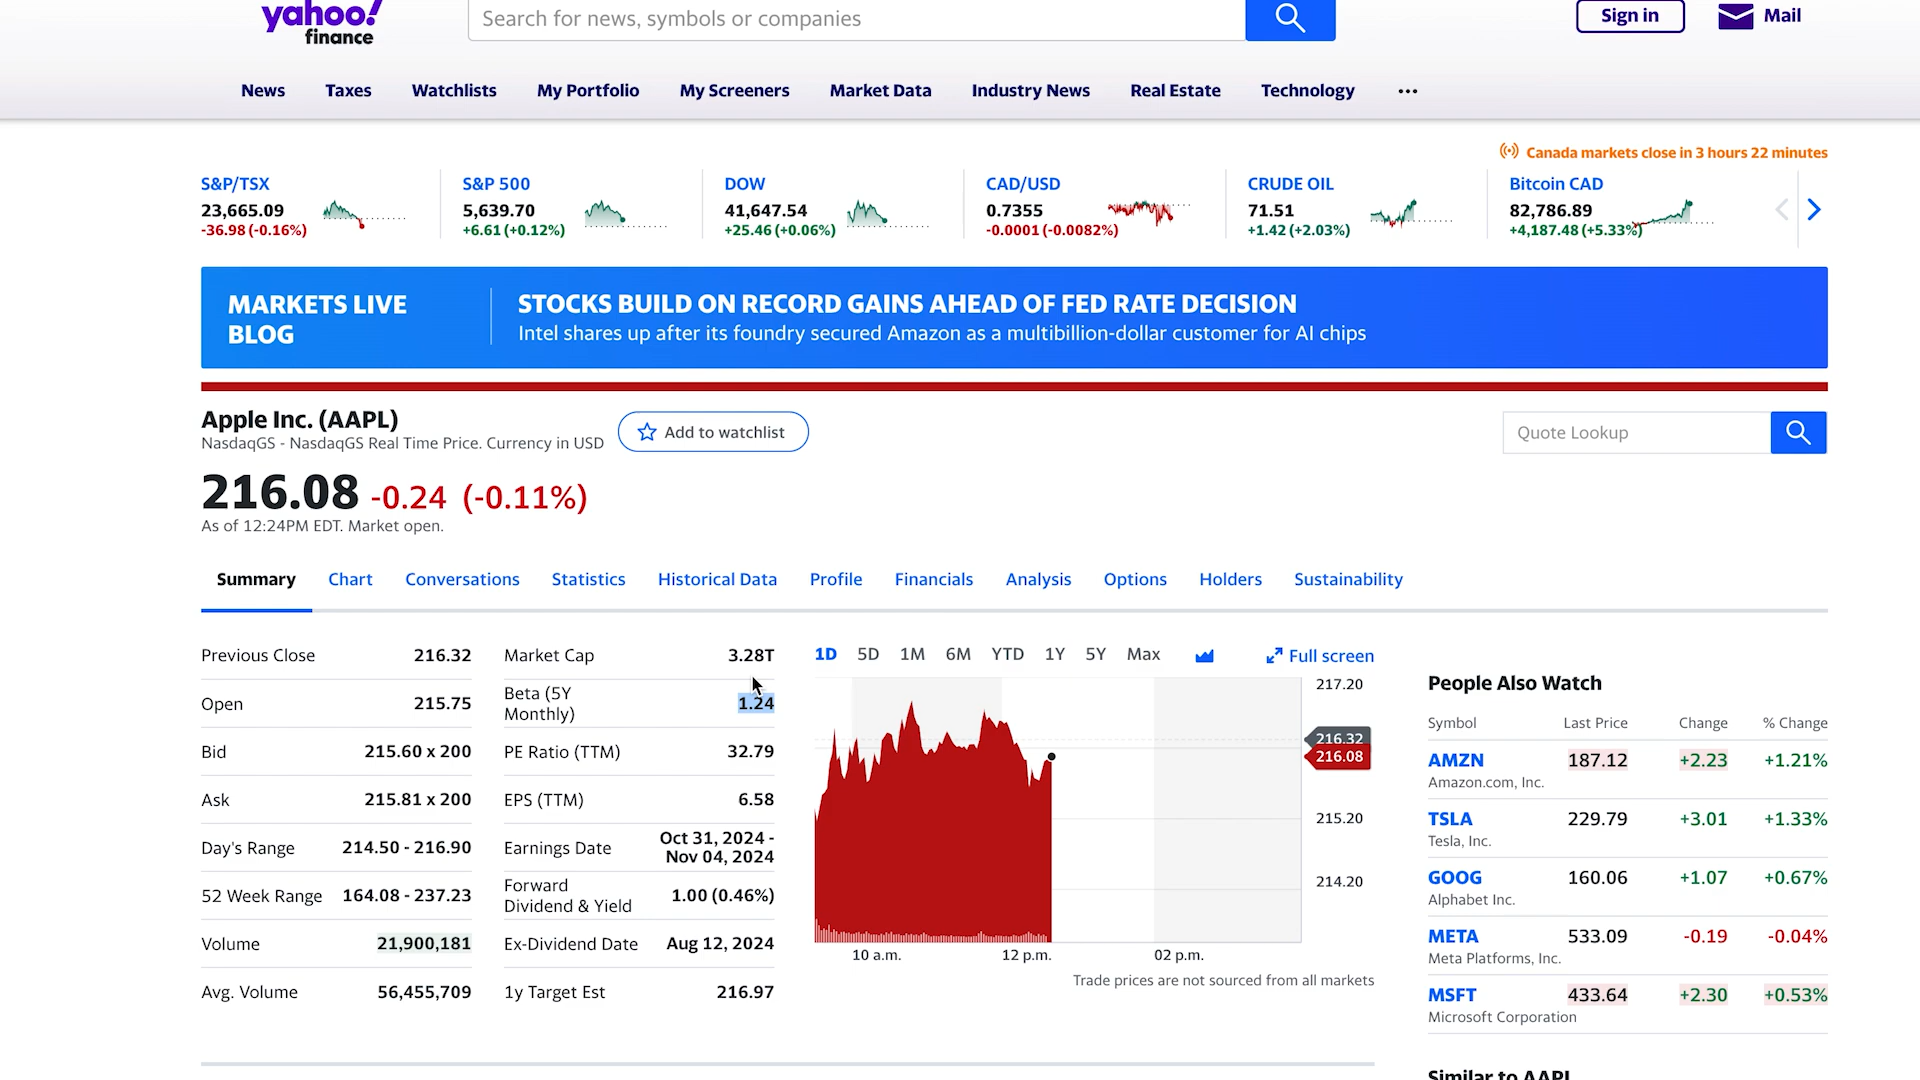 yahoo!
finance
Search for news, symbols or companies
Sign in
Mail
News Taxes Watchlists My Portfolio My Screeners Market Data Industry News Real Estate Technology ...
Canada markets close in 3 hours 22 minutes
S&P/TSX
23,665.09
-36.98 (-0.16%)
S&P 500
5,639.70
+6.61 (+0.12%)
DOW
41,647.54
+25.46 (+0.06%)
CAD/USD
0.7355
-0.0001 (-0.0082%)
CRUDE OIL
71.51
+1.42 (+2.03%)
Bitcoin CAD
82,786.89
+4,187.48 (+5.33%)
MARKETS LIVE
BLOG
STOCKS BUILD ON RECORD GAINS AHEAD OF FED RATE DECISION
Intel shares up after its foundry secured Amazon as a multibillion-dollar customer for AI chips
Apple Inc. (AAPL)
NasdaqGS - NasdaqGS Real Time Price. Currency in USD
Add to watchlist
Quote Lookup
216.08 -0.24 (-0.11%)
As of 12:24PM EDT. Market open.
Summary Chart Conversations Statistics Historical Data Profile Financials Analysis Options Holders Sustainability
Previous Close 216.32
Open 215.75
Bid 215.60 x 200
Ask 215.81 x 200
Day's Range 214.50 - 216.90
52 Week Range 164.08 - 237.23
Volume 21,900,181
Avg. Volume 56,455,709
Market Cap 3.28T
Beta (5Y
Monthly) 1.24
PE Ratio (TTM) 32.79
EPS (TTM) 6.58
Earnings Date Oct 31, 2024 -
Nov 04, 2024
Forward
Dividend & Yield 1.00 (0.46%)
Ex-Dividend Date Aug 12, 2024
1y Target Est 216.97
1D 5D 1M 6M YTD 1Y 5Y Max
Full screen
217.20
216.32
216.08
215.20
214.20
10 a.m. 12 p.m. 02 p.m.
Trade prices are not sourced from all markets
People Also Watch
Symbol Last Price Change % Change
AMZN 187.12 +2.23 +1.21%
Amazon.com, Inc.
TSLA 229.79 +3.01 +1.33%
Tesla, Inc.
GOOG 160.06 +1.07 +0.67%
Alphabet Inc.
META 533.09 -0.19 -0.04%
Meta Platforms, Inc.
MSFT 433.64 +2.30 +0.53%
Microsoft Corporation
Similar to AAPL